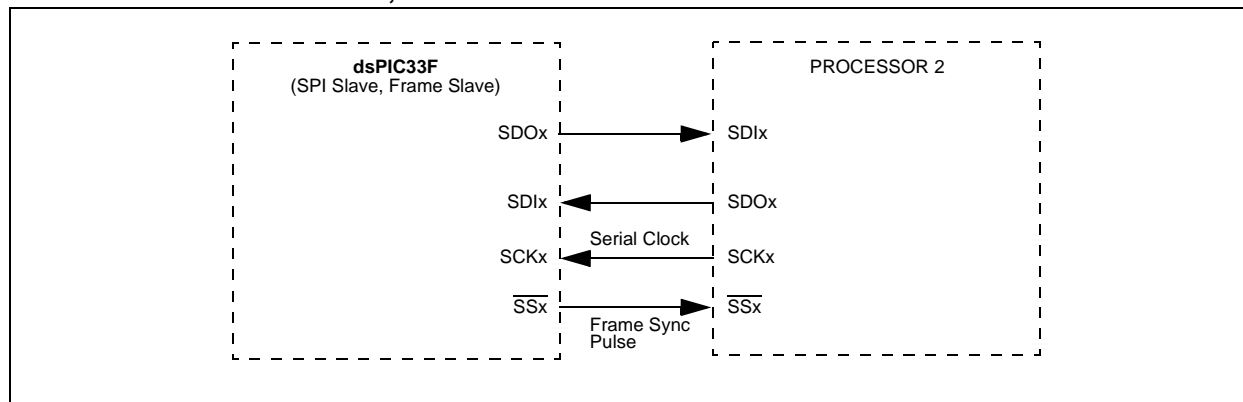 dsPIC33F
(SPI Slave, Frame Slave)
PROCESSOR 2
SDOx
SDIx
SDIx
SDOx
Serial Clock
SCKx
SCKx
SSx
SSx
Frame Sync
Pulse